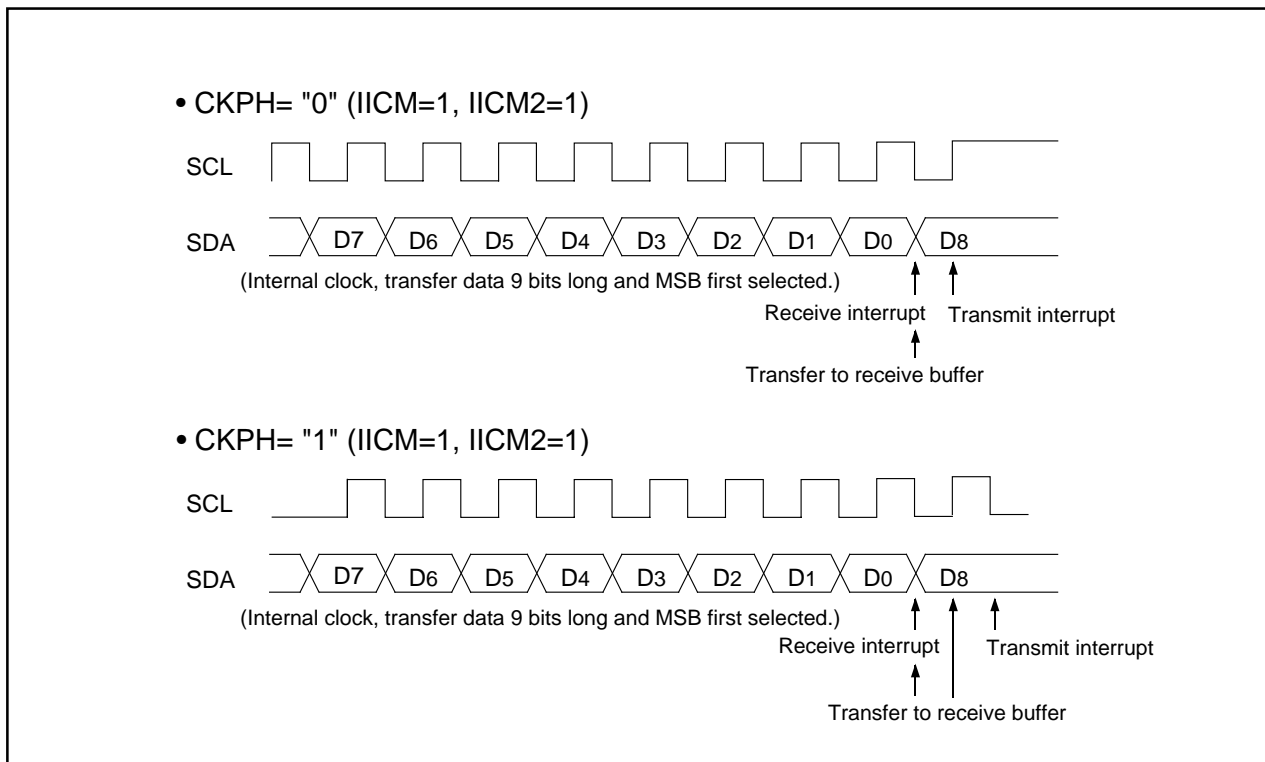 • CKPH= "0" (IICM=1, IICM2=1)
SCL
SDA D7 D6 D5 D4 D3 D2 D1 D0 D8
(Internal clock, transfer data 9 bits long and MSB first selected.)
Receive interrupt Transmit interrupt
Transfer to receive buffer
• CKPH= "1" (IICM=1, IICM2=1)
SCL
SDA D7 D6 D5 D4 D3 D2 D1 D0 D8
(Internal clock, transfer data 9 bits long and MSB first selected.)
Receive interrupt Transmit interrupt
Transfer to receive buffer